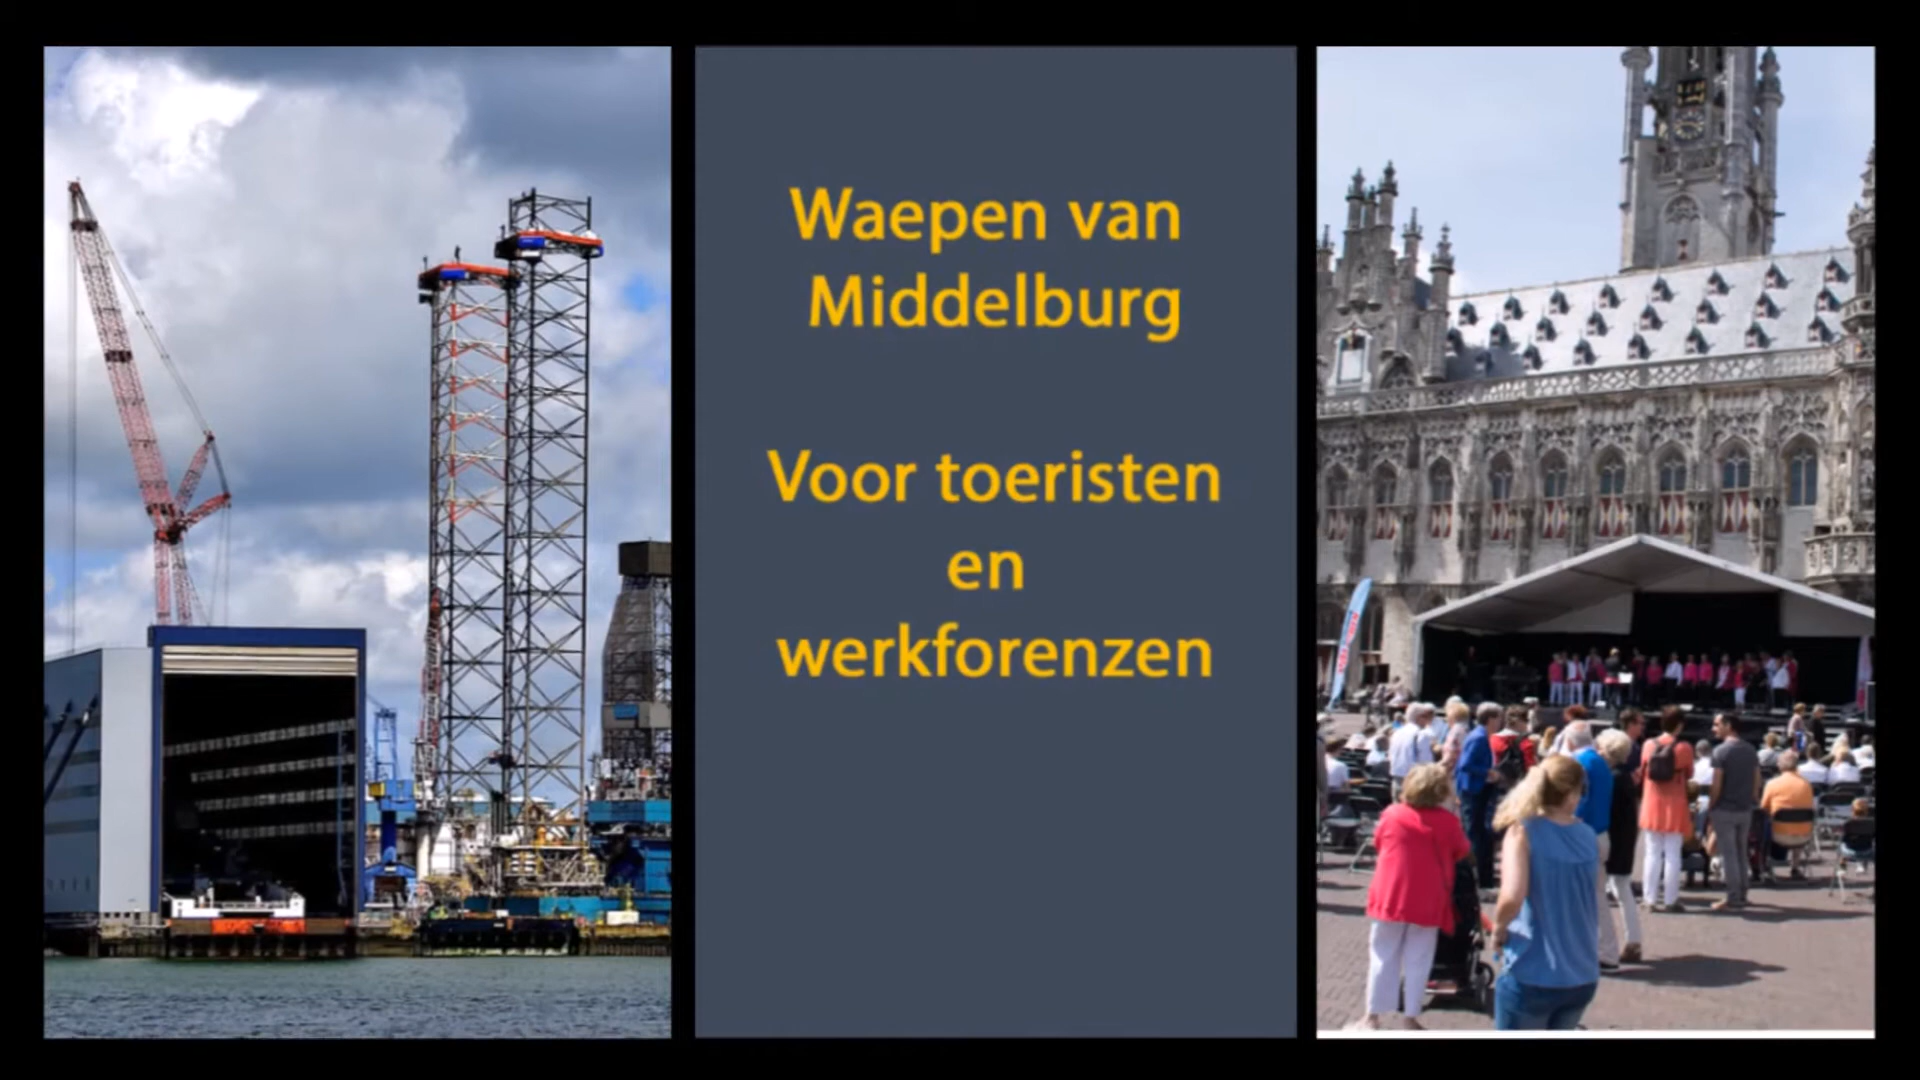 Waepen van
Middelburg
Voor toeristen
en
werkforenzen